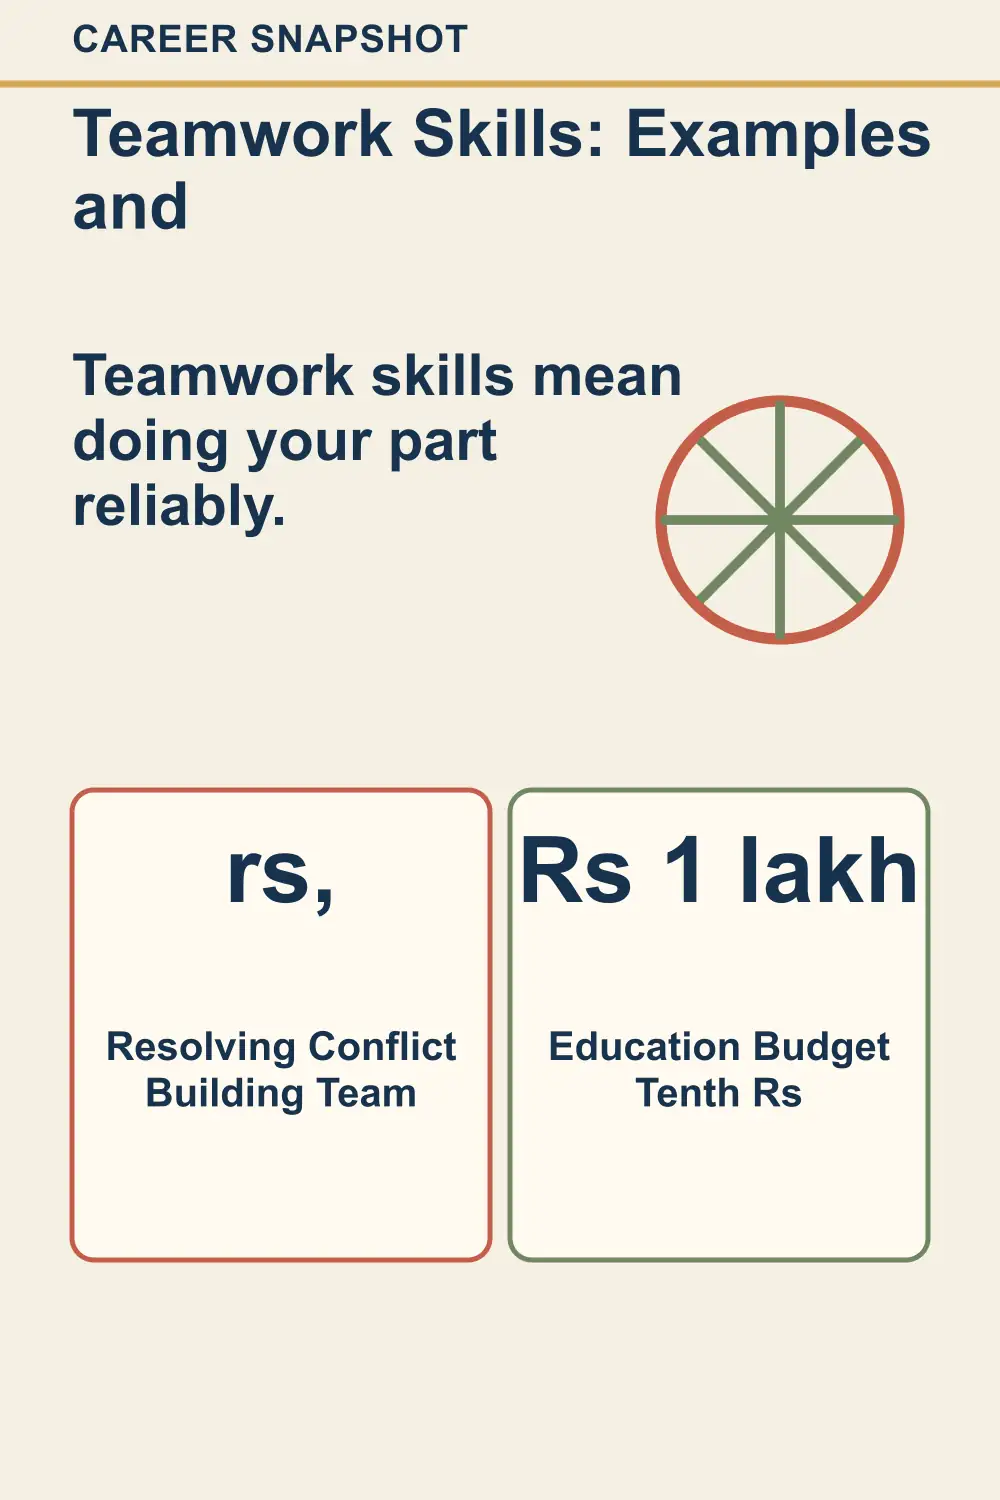 CAREER SNAPSHOT
Teamwork Skills: Examples
and
Teamwork skills mean
doing your part
reliably.
rs,
Resolving Conflict
Building Team
Rs 1 lakh
Education Budget
Tenth Rs